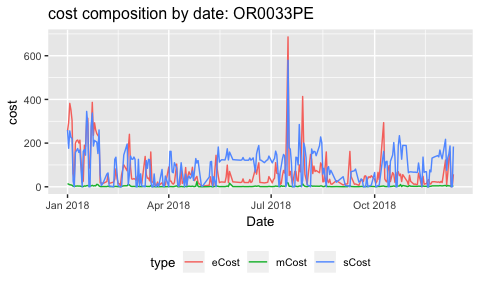 cost composition by date: OR0033PE
600
400
200
0
cost
Jan 2018 Apr 2018 Jul 2018 Oct 2018
Date
type eCost mCost sCost